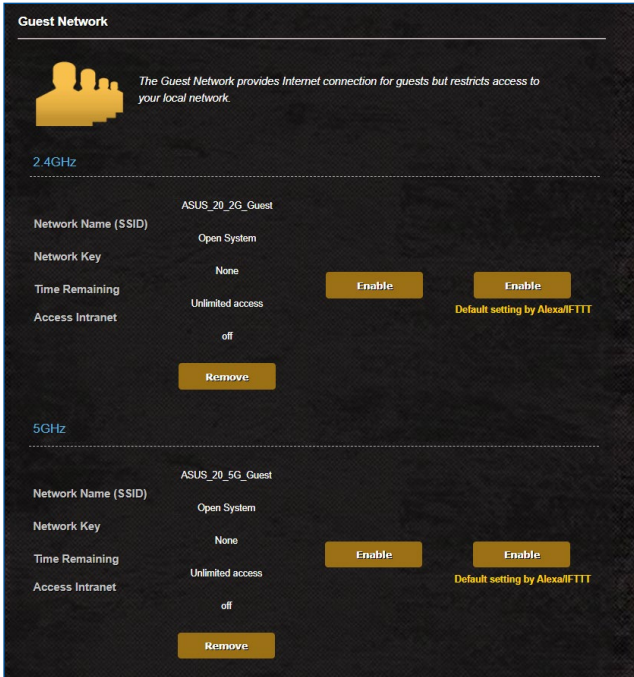 Guest Network
The Guest Network provides Internet connection for guests but restricts access to
your local network.
2.4GHz
ASUS_20_2G_Guest
Network Name (SSID)
Open System
Network Key
None
Time Remaining
Enable
Enable
Unlimited access
Default setting by Alexa/IFTTT
Access Intranet
off
Remove
5GHz
ASUS_20_5G_Guest
Network Name (SSID)
Open System
Network Key
None
Time Remaining
Enable
Enable
Unlimited access
Default setting by Alexa/IFTTT
Access Intranet
off
Remove